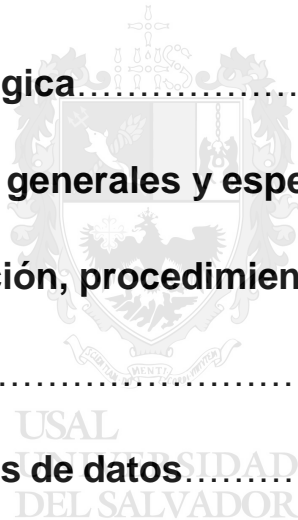 gica..................
generales y espe
ción, procedimien
........................
USAL
UNIVERSIDAD
DEL SALVADOR
s de datos.........